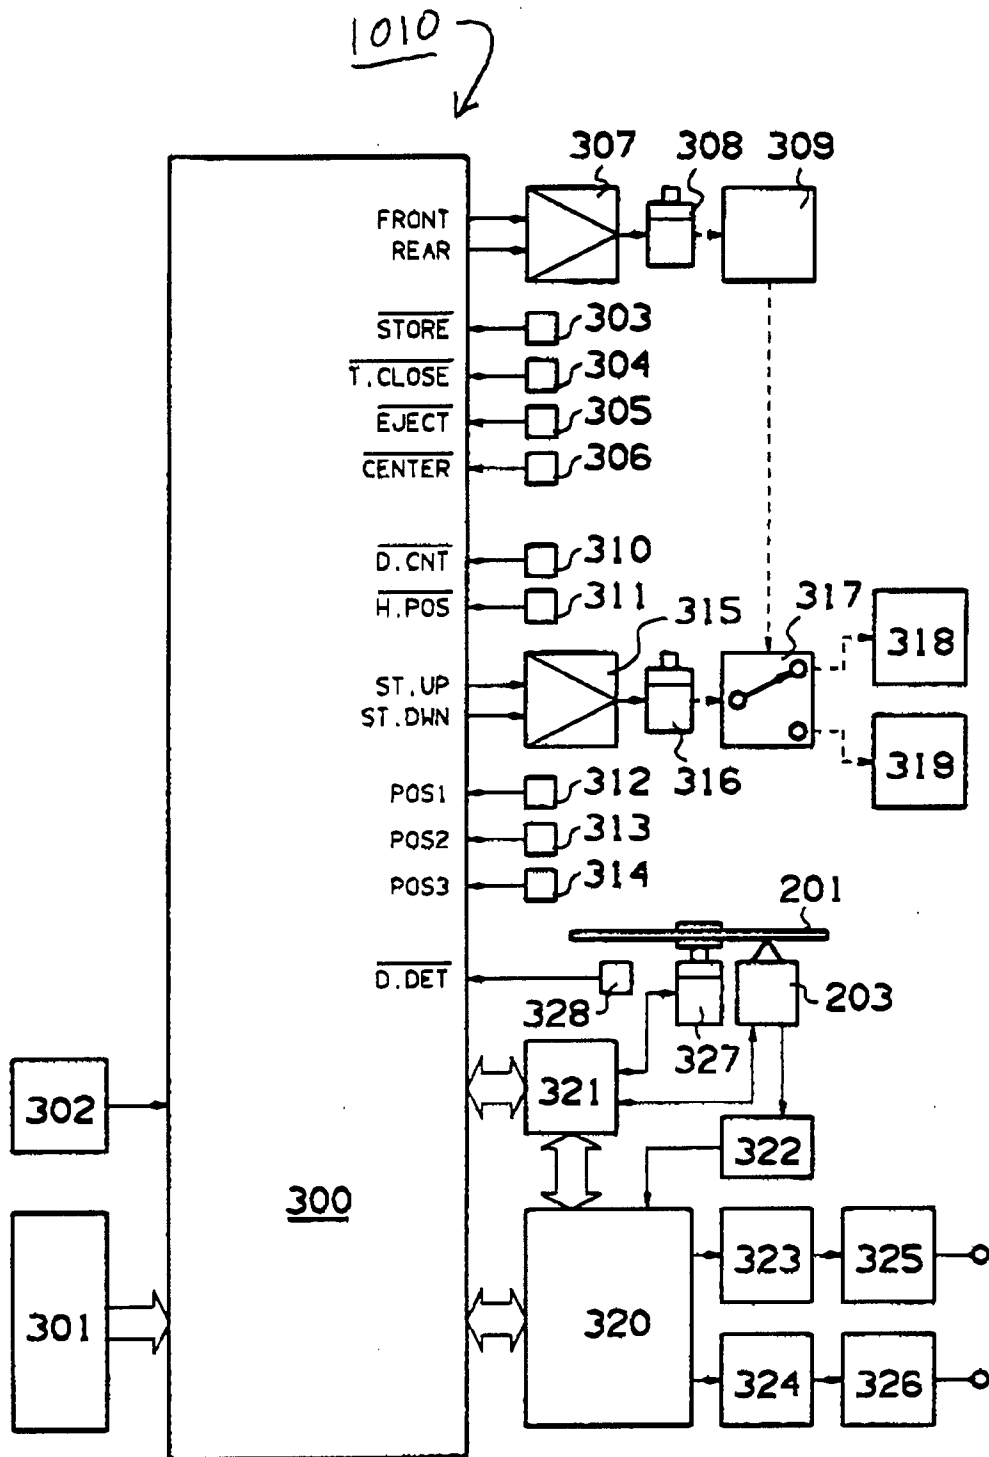 1010
307 308 309
FRONT
REAR
STORE 303
T.CLOSE 304
EJECT 305
CENTER 306
D.CNT 310
H.POS 311
315 317
318
ST.UP
ST.DWN
316
319
POS1 312
POS2 313
POS3 314
201
D.DET
328 327 203
321
302
322
300
323 325
301
320
324 326